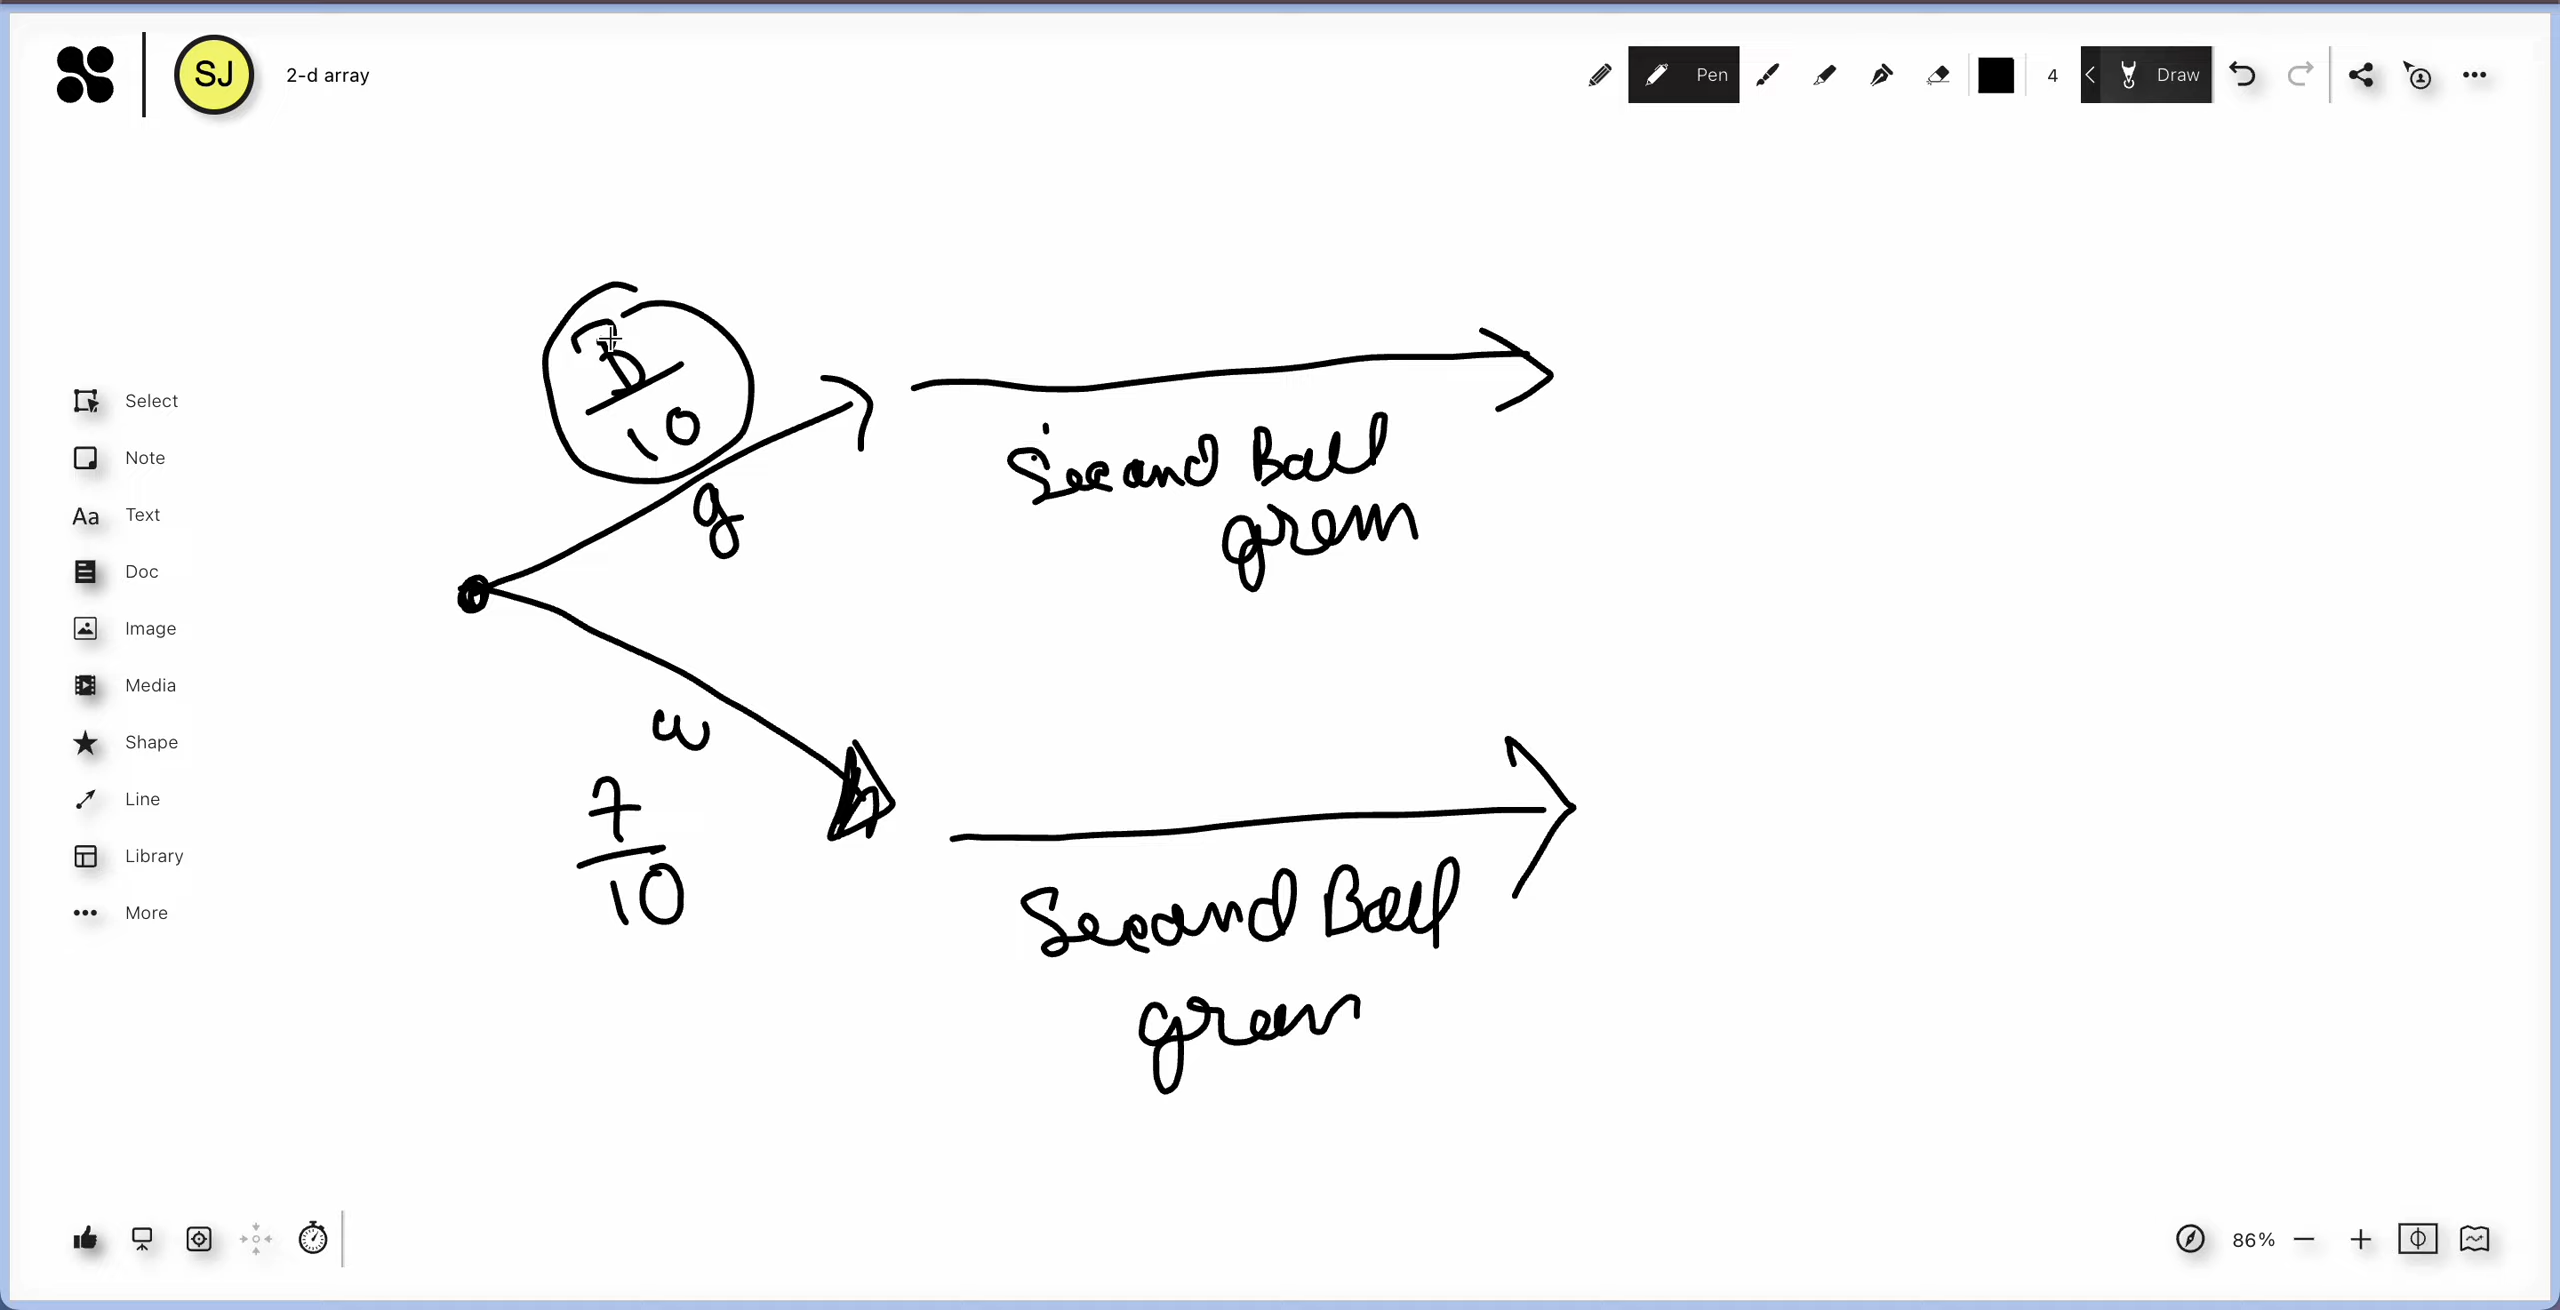 SJ
2-d array
Pen
4
Draw
3
10
g
Second Ball
green
Select
Note
Text
Doc
Image
Media
Shape
Line
Library
More
w
7
10
Second Ball
green
86%